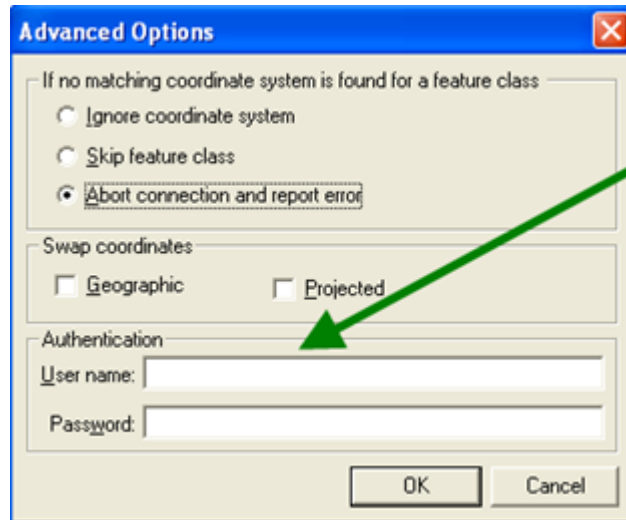 Advanced Options
If no matching coordinate system is found for a feature class
Ignore coordinate system
Skip feature class
Abort connection and report error
Swap coordinates
Geographic Projected
Authentication
User name:
Password:
OK Cancel